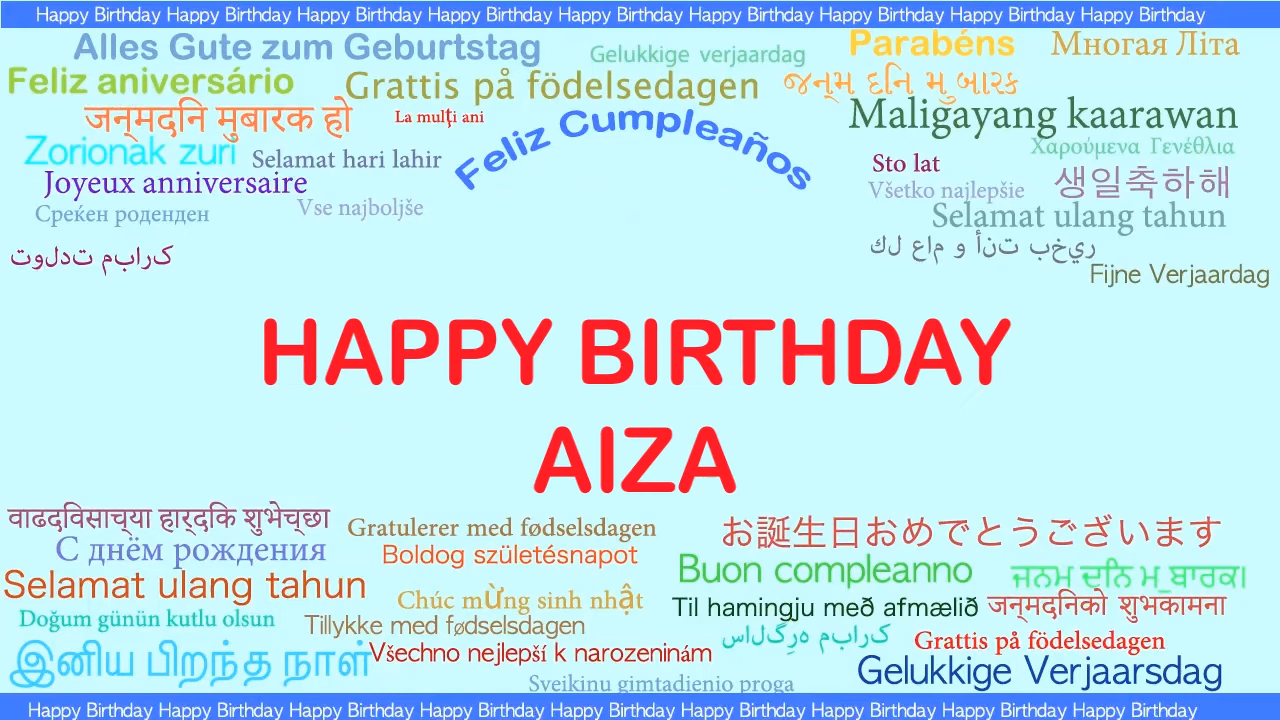 Happy Birthday Happy Birthday Happy Birthday Happy Birthday Happy Birthday Happy Birthday Happy Birthday Happy Birthday Happy Birthday
Alles Gute zum Geburtstag
Gelukkige verjaardag
Parabéns
Многая Літа
Feliz aniversário
Grattis på födelsedagen
જન્મ દનિ મુબારક
जन्मदनि मुबारक हो
La mulţi ani
Feliz Cumpleaños
Maligayang kaarawan
Zorionak zuri
Selamat hari lahir
Sto lat
Χαρούμενα Γενέθλια
Joyeux anniversaire
Všetko najlepšie
생일축하해
Срећен роденден
Vse najboljše
Selamat ulang tahun
كل عام و أنت بخير
Fijne Verjaardag
HAPPY BIRTHDAY
AIZA
वाढदविसाच्या हार्दकि शुभेच्छा
Gratulerer med fødselsdagen
お誕生日おめでとうございます
С днём рождения
Boldog születésnapot
Buon compleanno
ਜਨਮ ਦਨਿ ਮੁਬਾਰਕ।
Selamat ulang tahun
Chúc mừng sinh nhật
Til hamingju með afmælið
जन्मदनिको शुभकामना
Doğum günün kutlu olsun
Tillykke med fødselsdagen
سالگرہ مبارک
Grattis på födelsedagen
இனிய பிறந்த நாள்
Všechno nejlepší k narozeninám
Gelukkige Verjaarsdag
Sveikinu gimtadienio proga
Happy Birthday Happy Birthday Happy Birthday Happy Birthday Happy Birthday Happy Birthday Happy Birthday Happy Birthday Happy Birthday